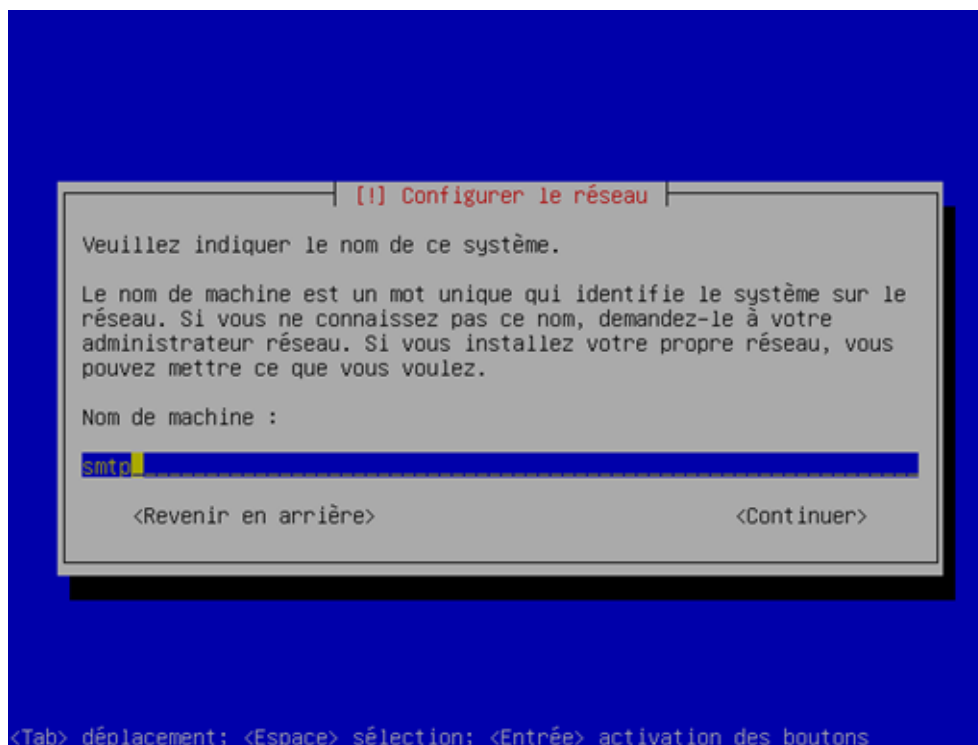 [!] Configurer le réseau
Veuillez indiquer le nom de ce système.
Le nom de machine est un mot unique qui identifie le système sur le
réseau. Si vous ne connaissez pas ce nom, demandez-le à votre
administrateur réseau. Si vous installez votre propre réseau, vous
pouvez mettre ce que vous voulez.
Nom de machine :
smtp
<Revenir en arrière> <Continuer>
<Tab> déplacement; <Espace> sélection; <Entrée> activation des boutons